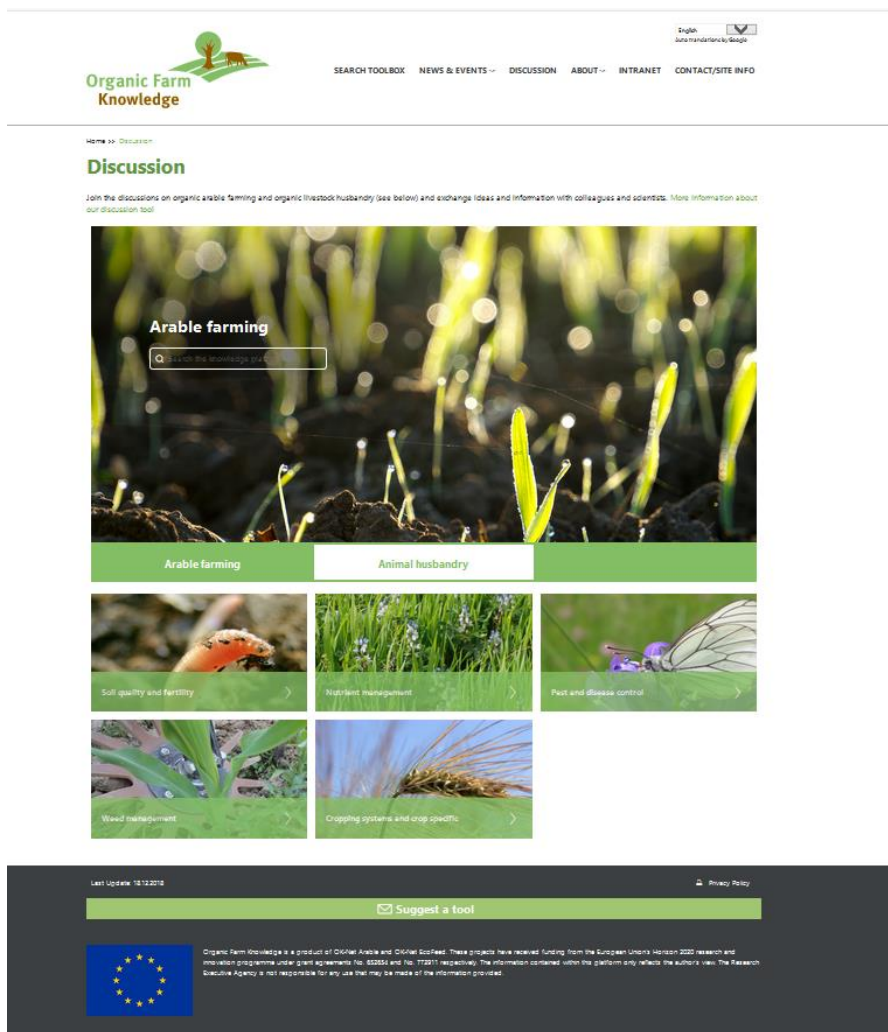 English
Auto translations by Google
Organic Farm
Knowledge
SEARCH TOOLBOX NEWS & EVENTS DISCUSSION ABOUT INTRANET CONTACT/SITE INFO
Home >> Discussion
Discussion
Join the discussions on organic arable farming and organic livestock husbandry (see below) and exchange ideas and information with colleagues and scientists. More information about
our discussion tool
Arable farming
Search the knowledge
Arable farming Animal husbandry
Soil quality and fertility Nutrient management Pest and disease control
Weed management Cropping systems and crop specific
Last Update: 18.12.2018 Privacy Policy
Suggest a tool
Organic Farm Knowledge is a product of OK-Net Arable and OK-Net EcoFeed. These projects have received funding from the European Union's Horizon 2020 research and
innovation programme under grant agreements No. 652654 and No. 773911 respectively. The information contained within this platform only reflects the author's view. The Research
Executive Agency is not responsible for any use that may be made of the information provided.